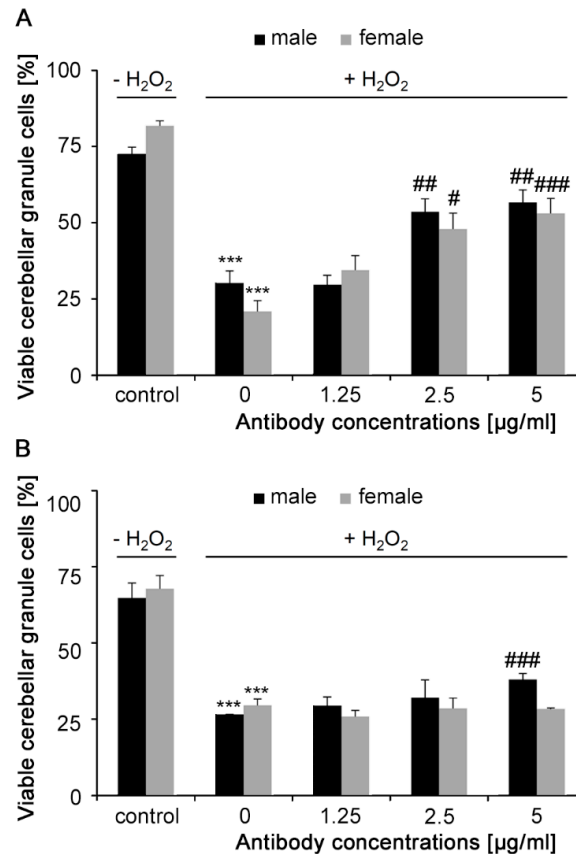 A
male female
Viable cerebellar granule cells [%]
100
75
50
25
0
- H₂O₂ + H₂O₂
*** *** ## # ## ###
control 0 1.25 2.5 5
Antibody concentrations [µg/ml]
B
male female
Viable cerebellar granule cells [%]
100
75
50
25
0
- H₂O₂ + H₂O₂
*** *** ###
control 0 1.25 2.5 5
Antibody concentrations [µg/ml]